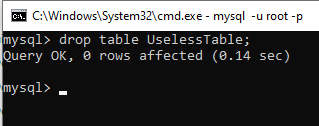 C:\Windows\System32\cmd.exe - mysql -u root -p
mysql> drop table UselessTable;
Query OK, 0 rows affected (0.14 sec)
mysql>